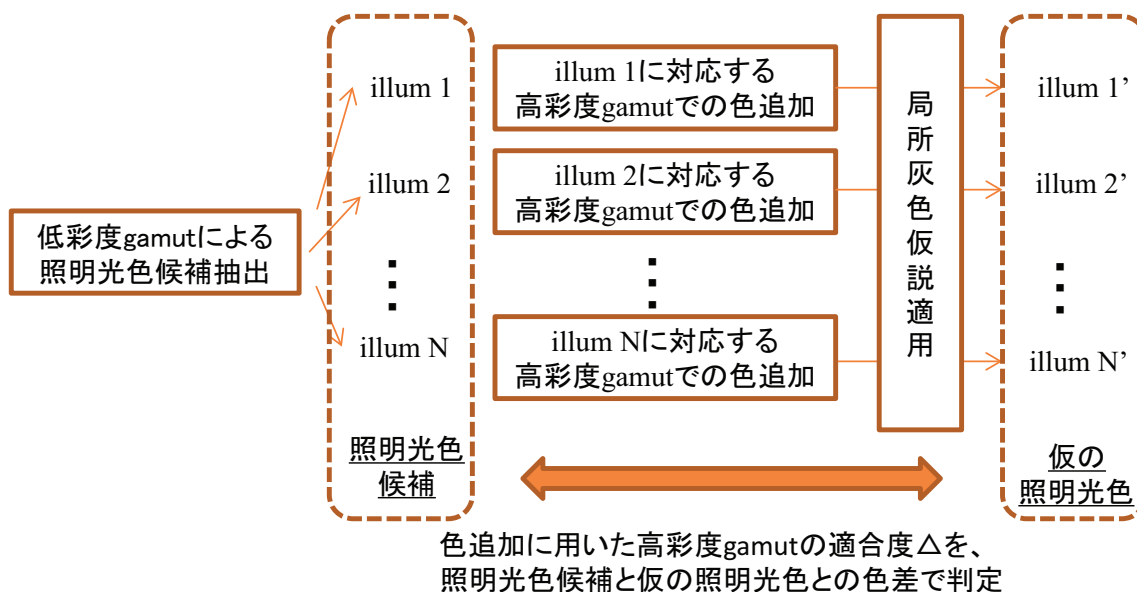 低彩度gamutによる
照明光色候補抽出
illum 1
illum 2
⋮
illum N
照明光色
候補
illum 1に対応する
高彩度gamutでの色追加
illum 2に対応する
高彩度gamutでの色追加
⋮
illum Nに対応する
高彩度gamutでの色追加
局所灰色仮説適用
illum 1’
illum 2’
⋮
illum N’
仮の
照明光色
色追加に用いた高彩度gamutの適合度△を、
照明光色候補と仮の照明光色との色差で判定